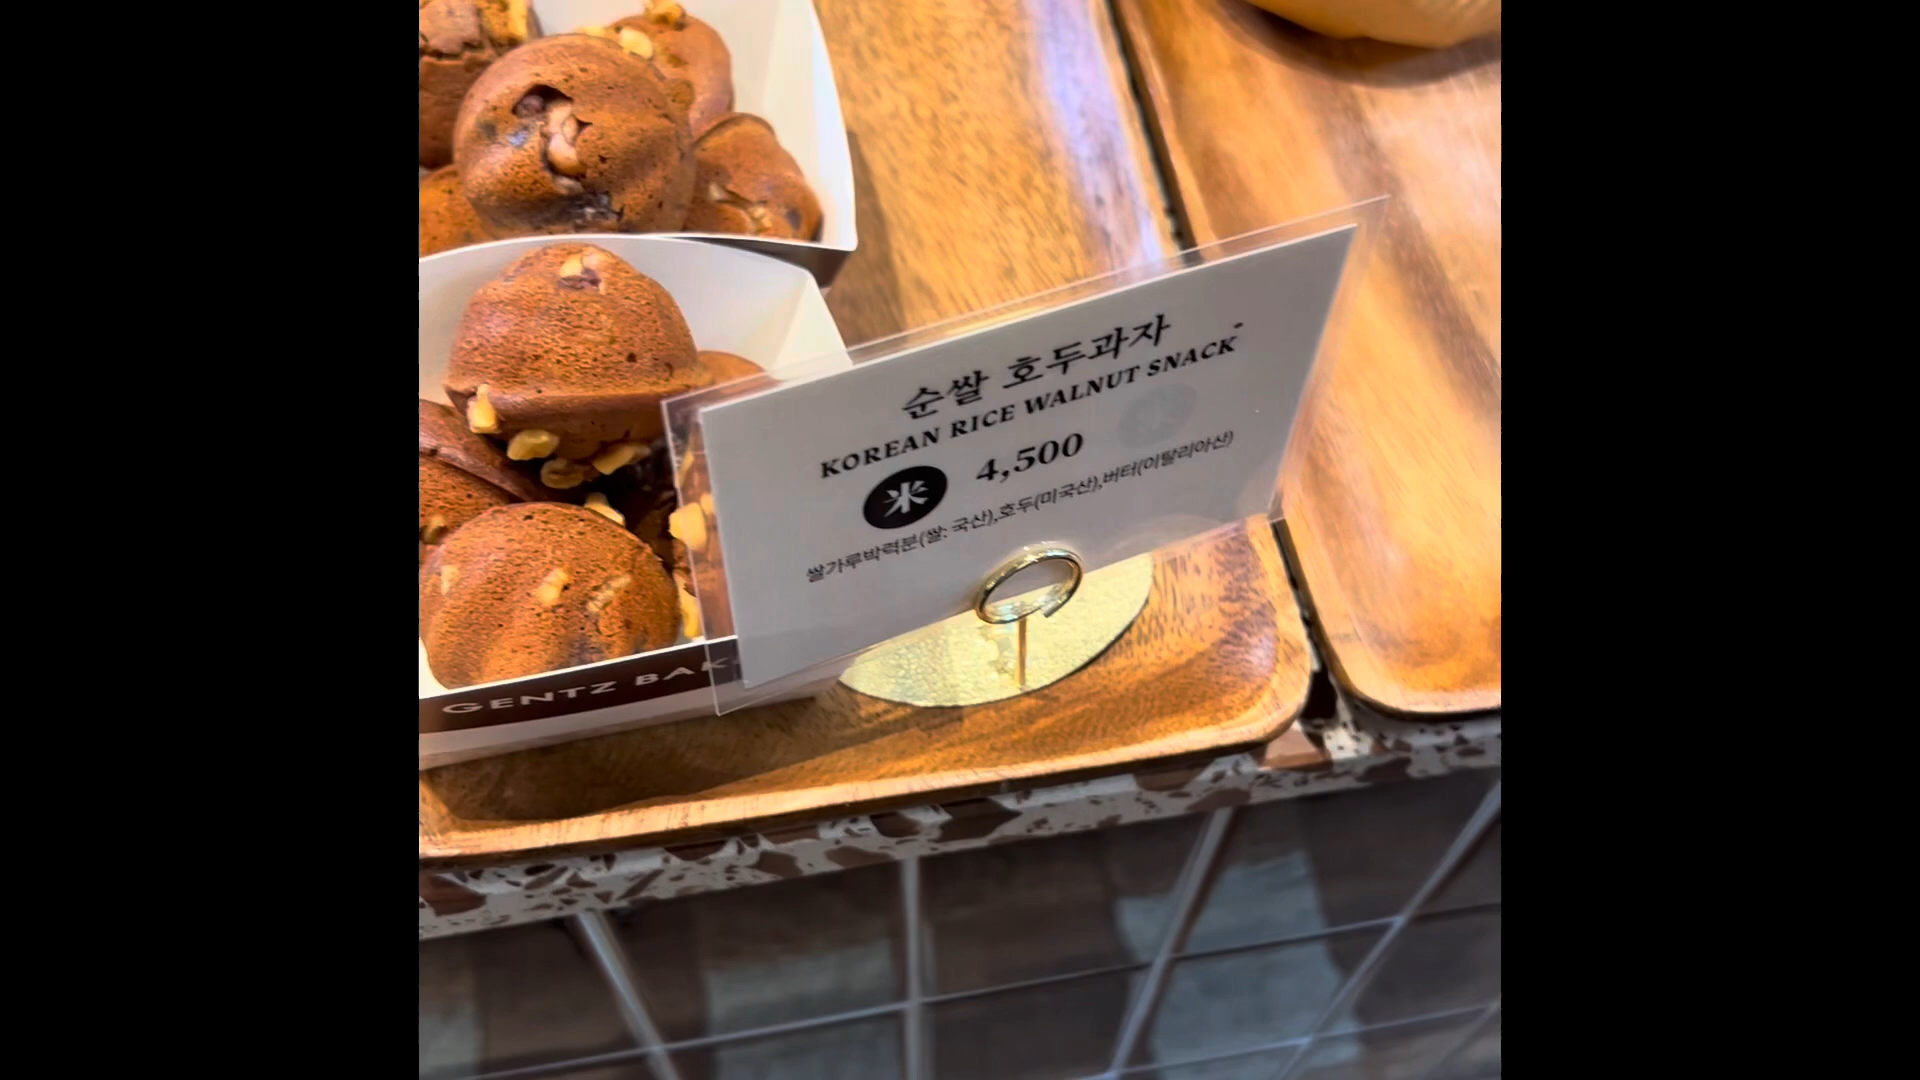 순쌀 호두과자
KOREAN RICE WALNUT SNACK
米 4,500
쌀가루박력분(쌀: 국산),호두(미국산),버터(이탈리아산)
GENTZ BAK